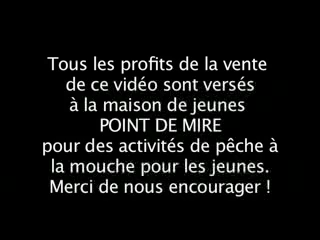 Tous les profits de la vente
de ce vidéo sont versés
à la maison de jeunes
POINT DE MIRE
pour des activités de pêche à
la mouche pour les jeunes.
Merci de nous encourager !